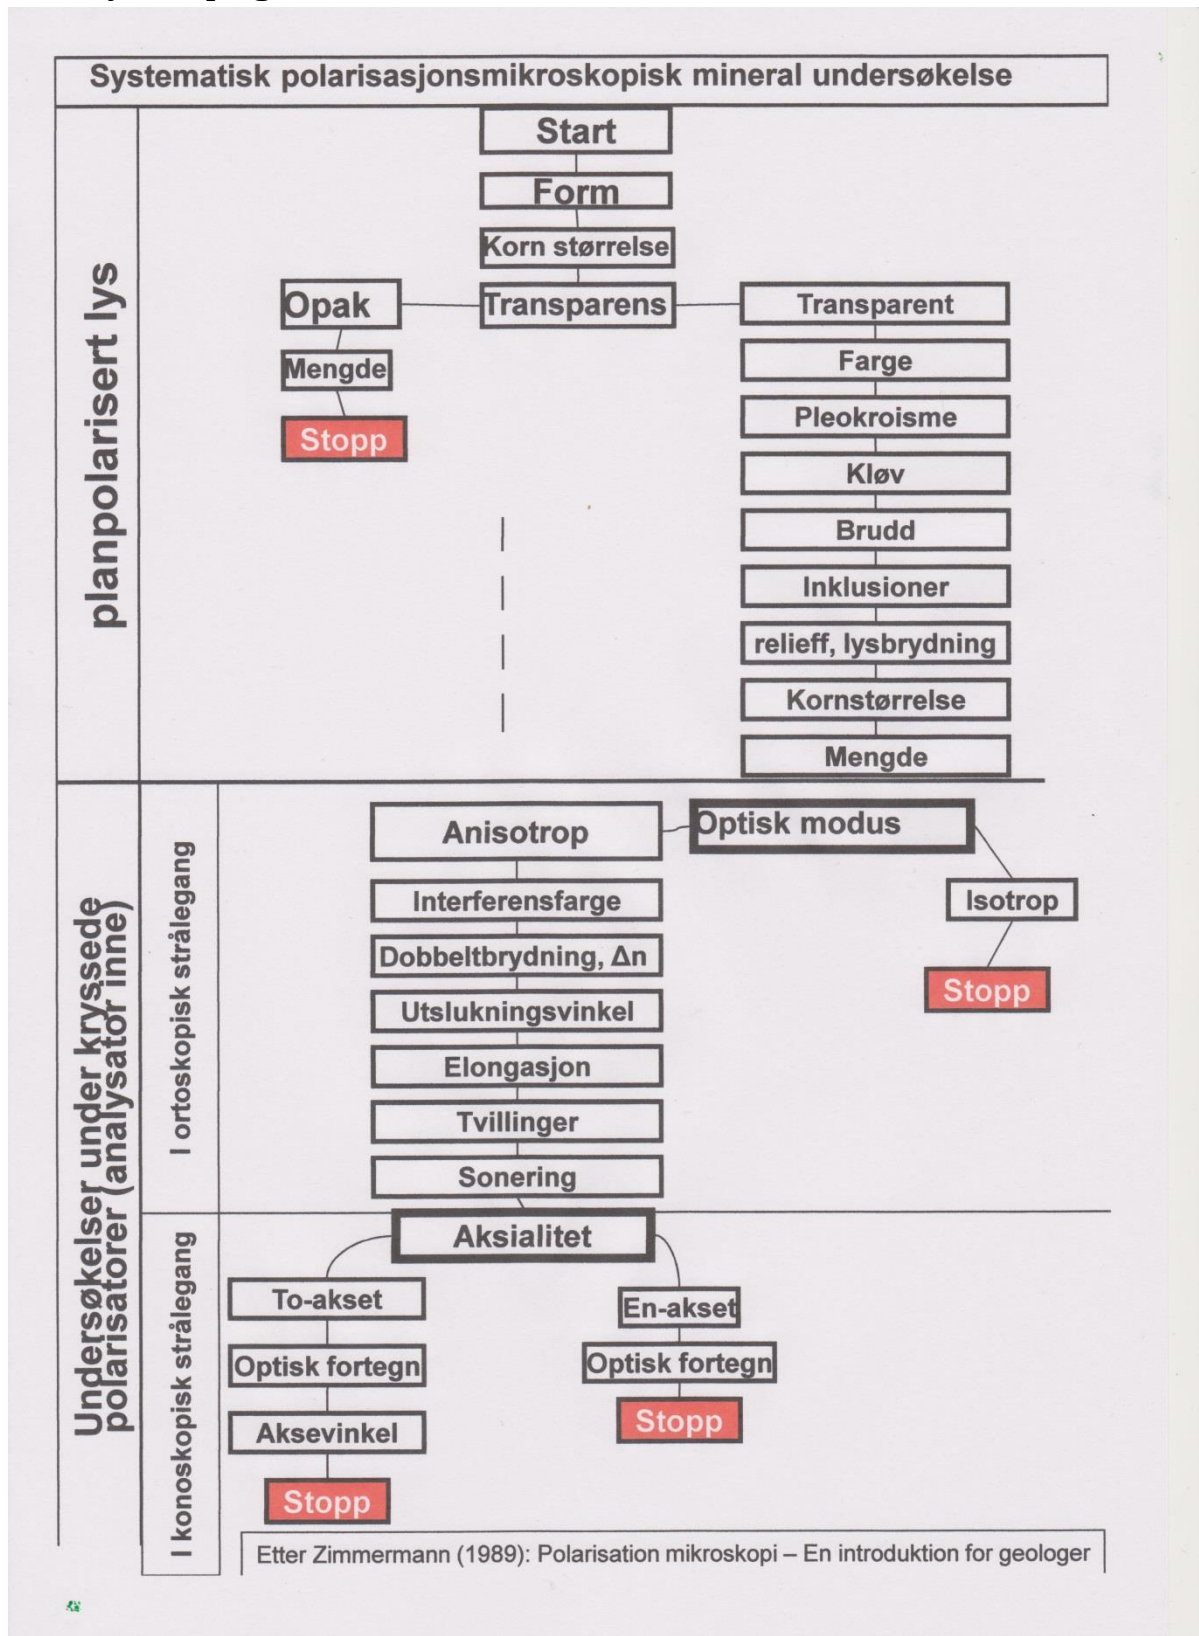 Systematisk polarisasjonsmikroskopisk mineral undersøkelse
planpolarisert lys
Start
Form
Korn størrelse
Opak
Transparens
Transparent
Mengde
Farge
Stopp
Pleokroisme
Kløv
Brudd
Inklusioner
relieff, lysbrydning
Kornstørrelse
Mengde
Undersøkelser under kryssede
polarisatorer (analysator inne)
I ortoskopisk strålegang
Anisotrop
Optisk modus
Interferensfarge
Isotrop
Dobbeltbrydning, Δn
Stopp
Utslukningsvinkel
Elongasjon
Tvillinger
Sonering
I konoskopisk strålegang
Aksialitet
To-akset
En-akset
Optisk fortegn
Optisk fortegn
Aksevinkel
Stopp
Stopp
Etter Zimmermann (1989): Polarisation mikroskopi – En introduktion for geologer